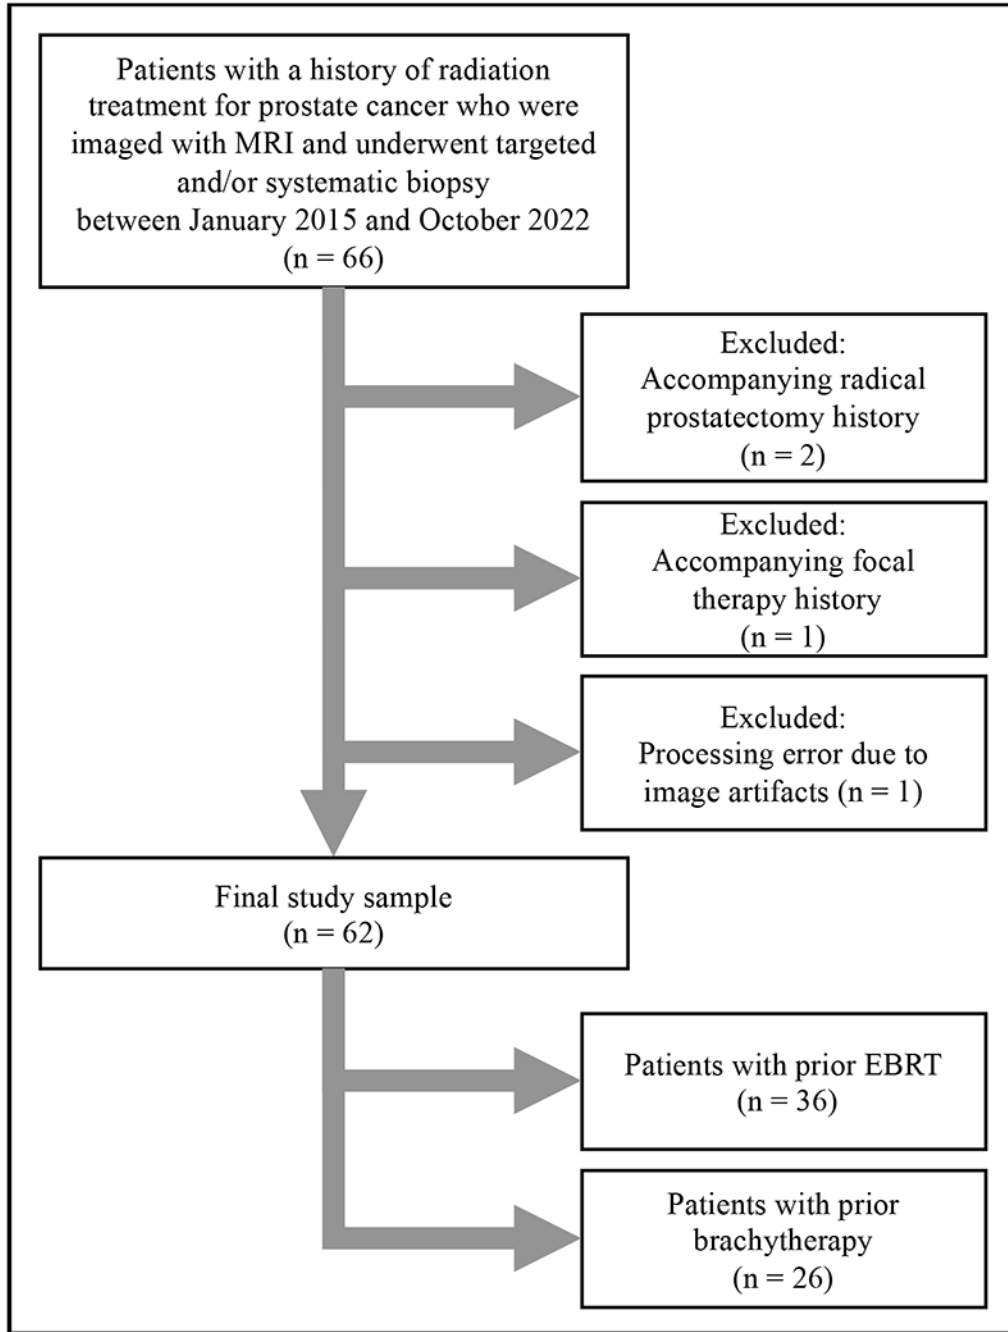 Patients with a history of radiation
treatment for prostate cancer who were
imaged with MRI and underwent targeted
and/or systematic biopsy
between January 2015 and October 2022
(n = 66)
Excluded:
Accompanying radical
prostatectomy history
(n = 2)
Excluded:
Accompanying focal
therapy history
(n = 1)
Excluded:
Processing error due to
image artifacts (n = 1)
Final study sample
(n = 62)
Patients with prior EBRT
(n = 36)
Patients with prior
brachytherapy
(n = 26)